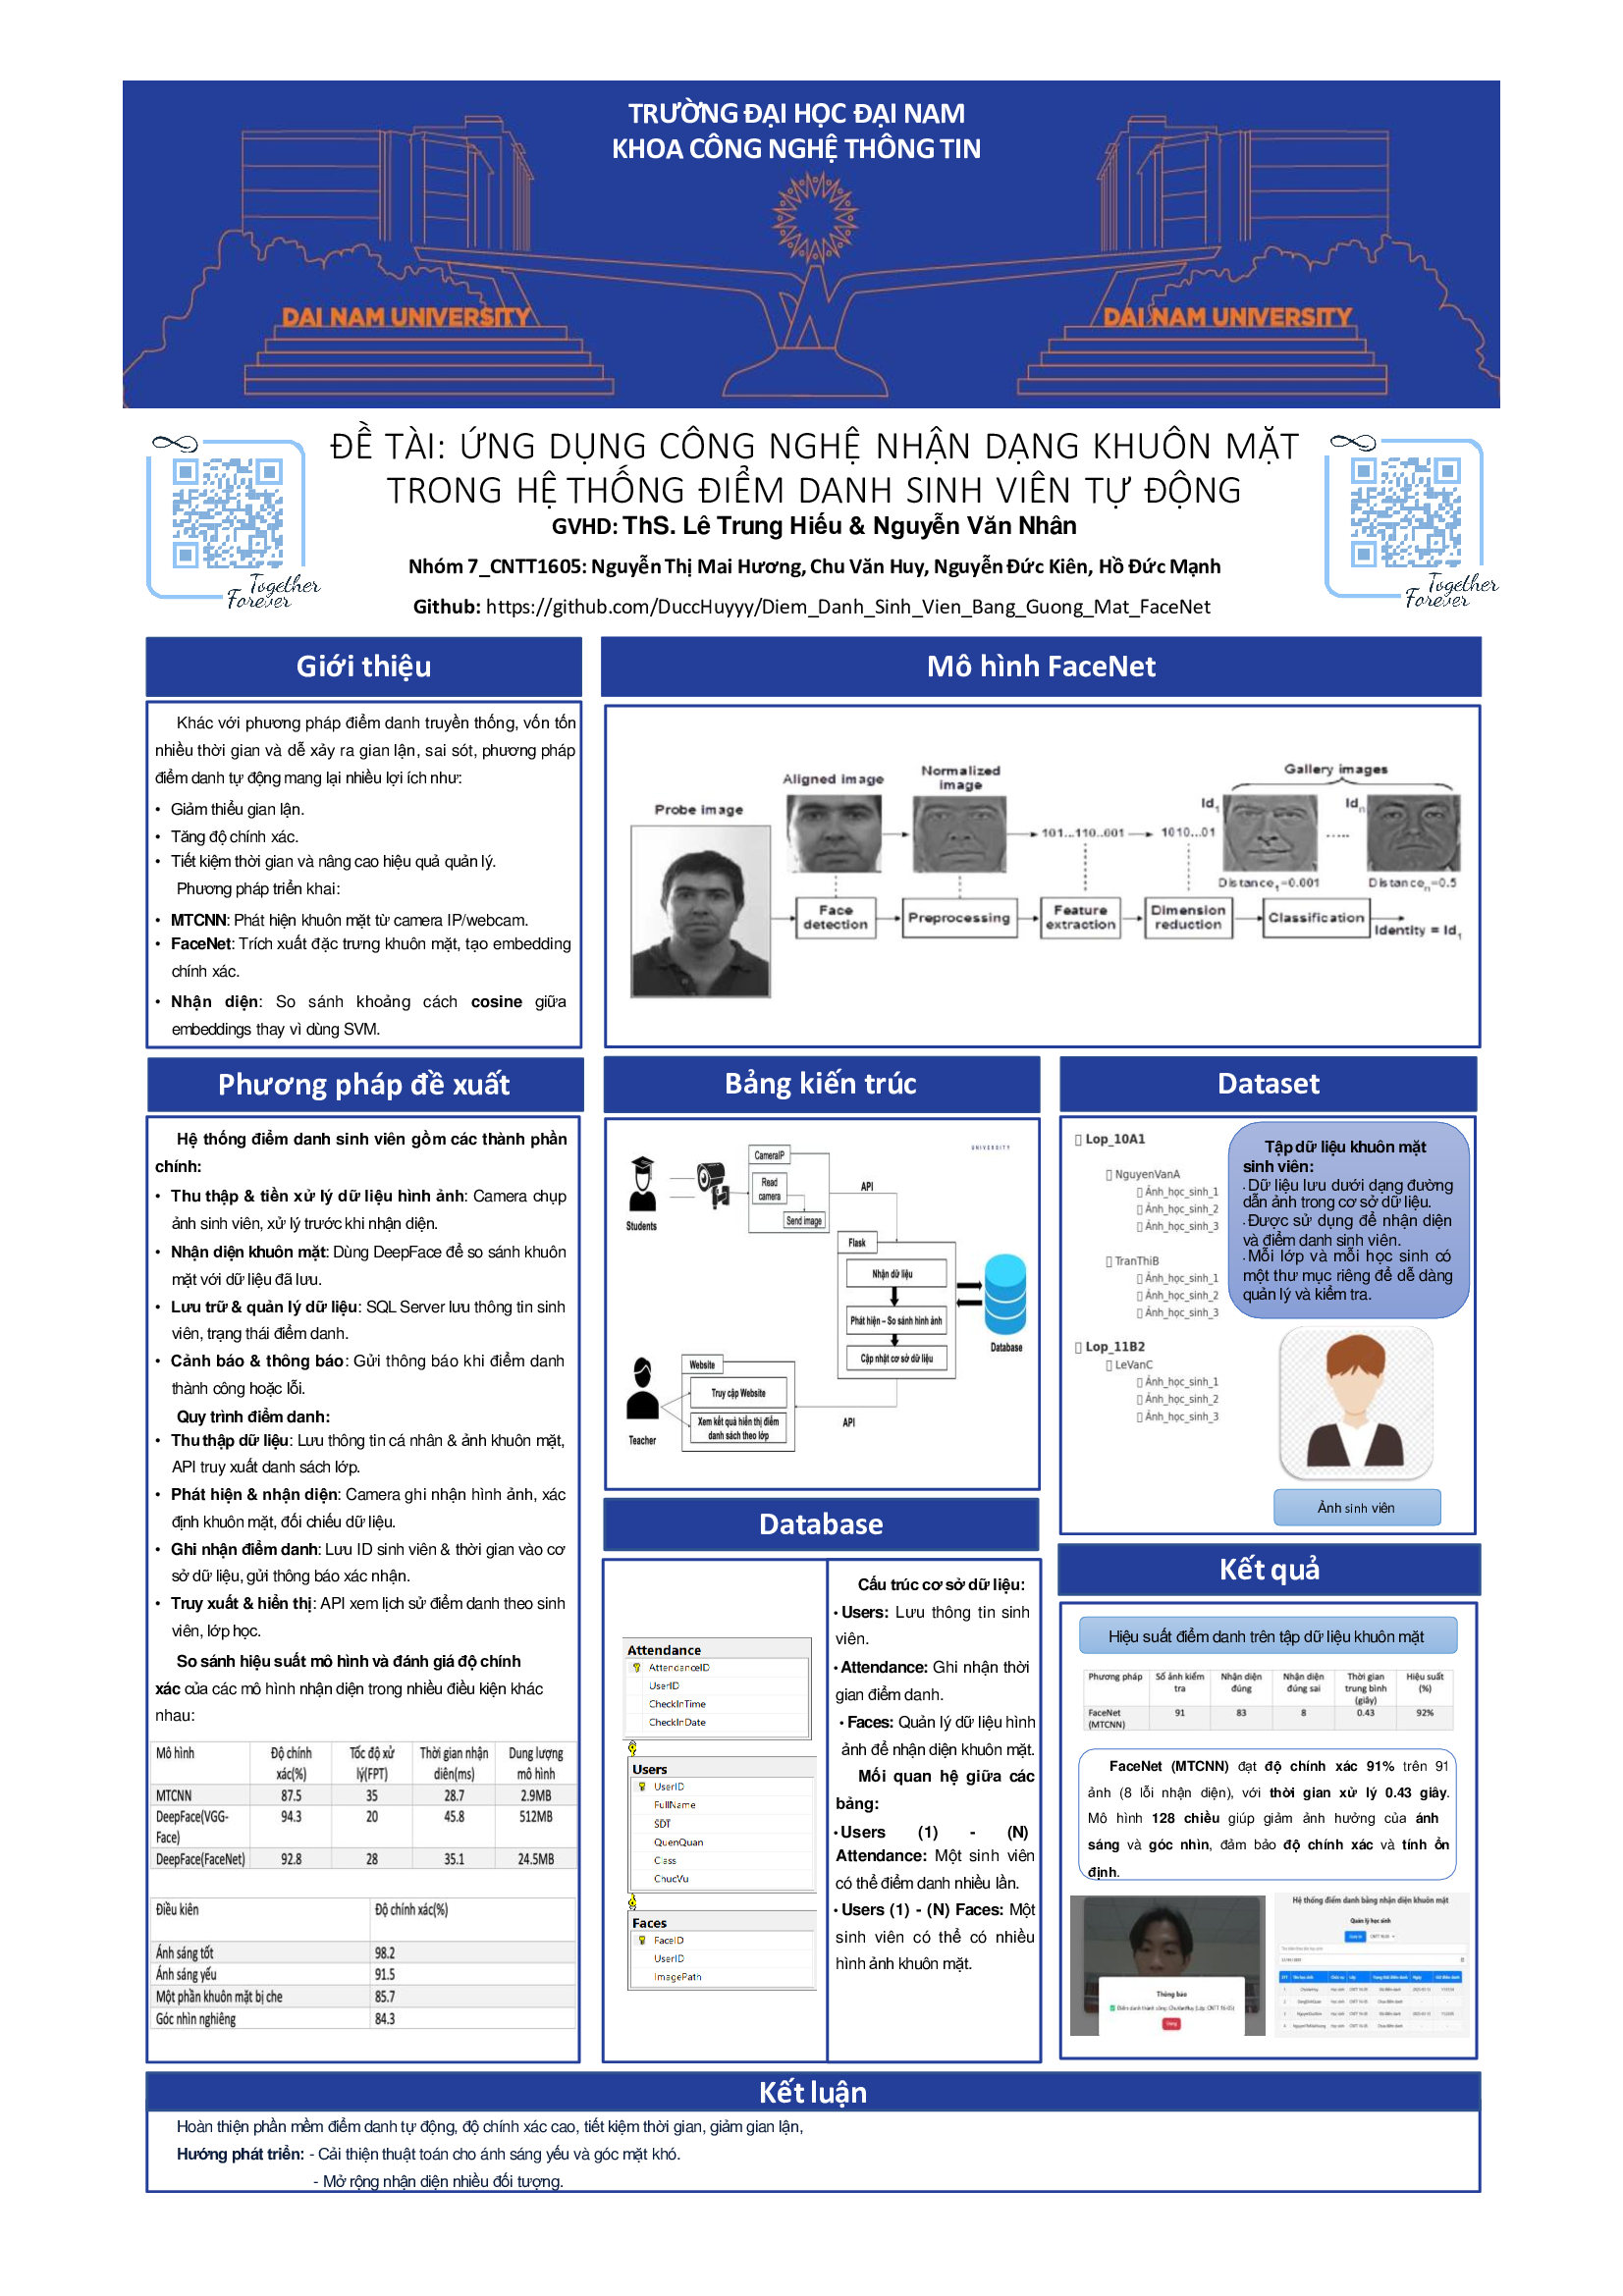 TRƯỜNG ĐẠI HỌC ĐẠI NAM
KHOA CÔNG NGHỆ THÔNG TIN
DAI NAM UNIVERSITY
DAI NAM UNIVERSITY
ĐỀ TÀI: ỨNG DỤNG CÔNG NGHỆ NHẬN DẠNG KHUÔN MẶT
TRONG HỆ THỐNG ĐIỂM DANH SINH VIÊN TỰ ĐỘNG
GVHD: ThS. Lê Trung Hiếu & Nguyễn Văn Nhân
Nhóm 7_CNTT1605: Nguyễn Thị Mai Hương, Chu Văn Huy, Nguyễn Đức Kiên, Hồ Đức Mạnh
Github: https://github.com/DuccHuyyy/Diem_Danh_Sinh_Vien_Bang_Guong_Mat_FaceNet
Together
Forever
Together
Forever
Giới thiệu
Khác với phương pháp điểm danh truyền thống, vốn tốn
nhiều thời gian và dễ xảy ra gian lận, sai sót, phương pháp
điểm danh tự động mang lại nhiều lợi ích như:
• Giảm thiểu gian lận.
• Tăng độ chính xác.
• Tiết kiệm thời gian và nâng cao hiệu quả quản lý.
Phương pháp triển khai:
• MTCNN: Phát hiện khuôn mặt từ camera IP/webcam.
• FaceNet: Trích xuất đặc trưng khuôn mặt, tạo embedding
chính xác.
• Nhận diện: So sánh khoảng cách cosine giữa
embeddings thay vì dùng SVM.
Mô hình FaceNet
Probe image
Aligned image
Normalized
image
Gallery images
Id1
Idn
101...110..001
1010...01
.....
Distance1=0.001
Distancen=0.5
Face
detection
Preprocessing
Feature
extraction
Dimension
reduction
Classification
Identity = Id1
Phương pháp đề xuất
Hệ thống điểm danh sinh viên gồm các thành phần
chính:
• Thu thập & tiền xử lý dữ liệu hình ảnh: Camera chụp
ảnh sinh viên, xử lý trước khi nhận diện.
• Nhận diện khuôn mặt: Dùng DeepFace để so sánh khuôn
mặt với dữ liệu đã lưu.
• Lưu trữ & quản lý dữ liệu: SQL Server lưu thông tin sinh
viên, trạng thái điểm danh.
• Cảnh báo & thông báo: Gửi thông báo khi điểm danh
thành công hoặc lỗi.
Quy trình điểm danh:
• Thu thập dữ liệu: Lưu thông tin cá nhân & ảnh khuôn mặt,
API truy xuất danh sách lớp.
• Phát hiện & nhận diện: Camera ghi nhận hình ảnh, xác
định khuôn mặt, đối chiếu dữ liệu.
• Ghi nhận điểm danh: Lưu ID sinh viên & thời gian vào cơ
sở dữ liệu, gửi thông báo xác nhận.
• Truy xuất & hiển thị: API xem lịch sử điểm danh theo sinh
viên, lớp học.
So sánh hiệu suất mô hình và đánh giá độ chính
xác của các mô hình nhận diện trong nhiều điều kiện khác
nhau:
Mô hình Độ chính xác(%) Tốc độ xử lý(FPT) Thời gian nhận diên(ms) Dung lượng mô hình
MTCNN 87.5 35 28.7 2.9MB
DeepFace(VGG-Face) 94.3 20 45.8 512MB
DeepFace(FaceNet) 92.8 28 35.1 24.5MB
Điều kiên Độ chính xác(%)
Ánh sáng tốt 98.2
Ánh sáng yếu 91.5
Một phần khuôn mặt bị che 85.7
Góc nhìn nghiêng 84.3
Bảng kiến trúc
UNIVERSITY
Students
CameraIP
Read
camera
Send image
API
Flask
Nhận dữ liệu
Phát hiện – So sánh hình ảnh
Cập nhật cơ sở dữ liệu
Database
Teacher
Website
Truy cập Website
Xem kết quả hiển thị điểm
danh sách theo lớp
API
Database
Attendance
AttendanceID
UserID
CheckInTime
CheckInDate
Users
UserID
FullName
SDT
QuenQuan
Class
ChucVu
Faces
FaceID
UserID
ImagePath
Cấu trúc cơ sở dữ liệu:
• Users: Lưu thông tin sinh
viên.
• Attendance: Ghi nhận thời
gian điểm danh.
• Faces: Quản lý dữ liệu hình
ảnh để nhận diện khuôn mặt.
Mối quan hệ giữa các
bảng:
• Users (1) - (N)
Attendance: Một sinh viên
có thể điểm danh nhiều lần.
• Users (1) - (N) Faces: Một
sinh viên có thể có nhiều
hình ảnh khuôn mặt.
Dataset
Lop_10A1
NguyenVanA
Ảnh_học_sinh_1
Ảnh_học_sinh_2
Ảnh_học_sinh_3
TranThiB
Ảnh_học_sinh_1
Ảnh_học_sinh_2
Ảnh_học_sinh_3
Lop_11B2
LeVanC
Ảnh_học_sinh_1
Ảnh_học_sinh_2
Ảnh_học_sinh_3
Tập dữ liệu khuôn mặt
sinh viên:
. Dữ liệu lưu dưới dạng đường
dẫn ảnh trong cơ sở dữ liệu.
. Được sử dụng để nhận diện
và điểm danh sinh viên.
. Mỗi lớp và mỗi học sinh có
một thư mục riêng để dễ dàng
quản lý và kiểm tra.
Ảnh sinh viên
Kết quả
Hiệu suất điểm danh trên tập dữ liệu khuôn mặt
Phương pháp Số ảnh kiểm tra Nhận diện đúng Nhận diện đúng sai Thời gian trung bình (giây) Hiệu suất (%)
FaceNet (MTCNN) 91 83 8 0.43 92%
FaceNet (MTCNN) đạt độ chính xác 91% trên 91
ảnh (8 lỗi nhận diện), với thời gian xử lý 0.43 giây.
Mô hình 128 chiều giúp giảm ảnh hưởng của ánh
sáng và góc nhìn, đảm bảo độ chính xác và tính ổn
định.
Thông báo
Hệ thống điểm danh bằng nhận diện khuôn mặt
Quản lý học sinh
Kết luận
Hoàn thiện phần mềm điểm danh tự động, độ chính xác cao, tiết kiệm thời gian, giảm gian lận,
Hướng phát triển: - Cải thiện thuật toán cho ánh sáng yếu và góc mặt khó.
- Mở rộng nhận diện nhiều đối tượng.